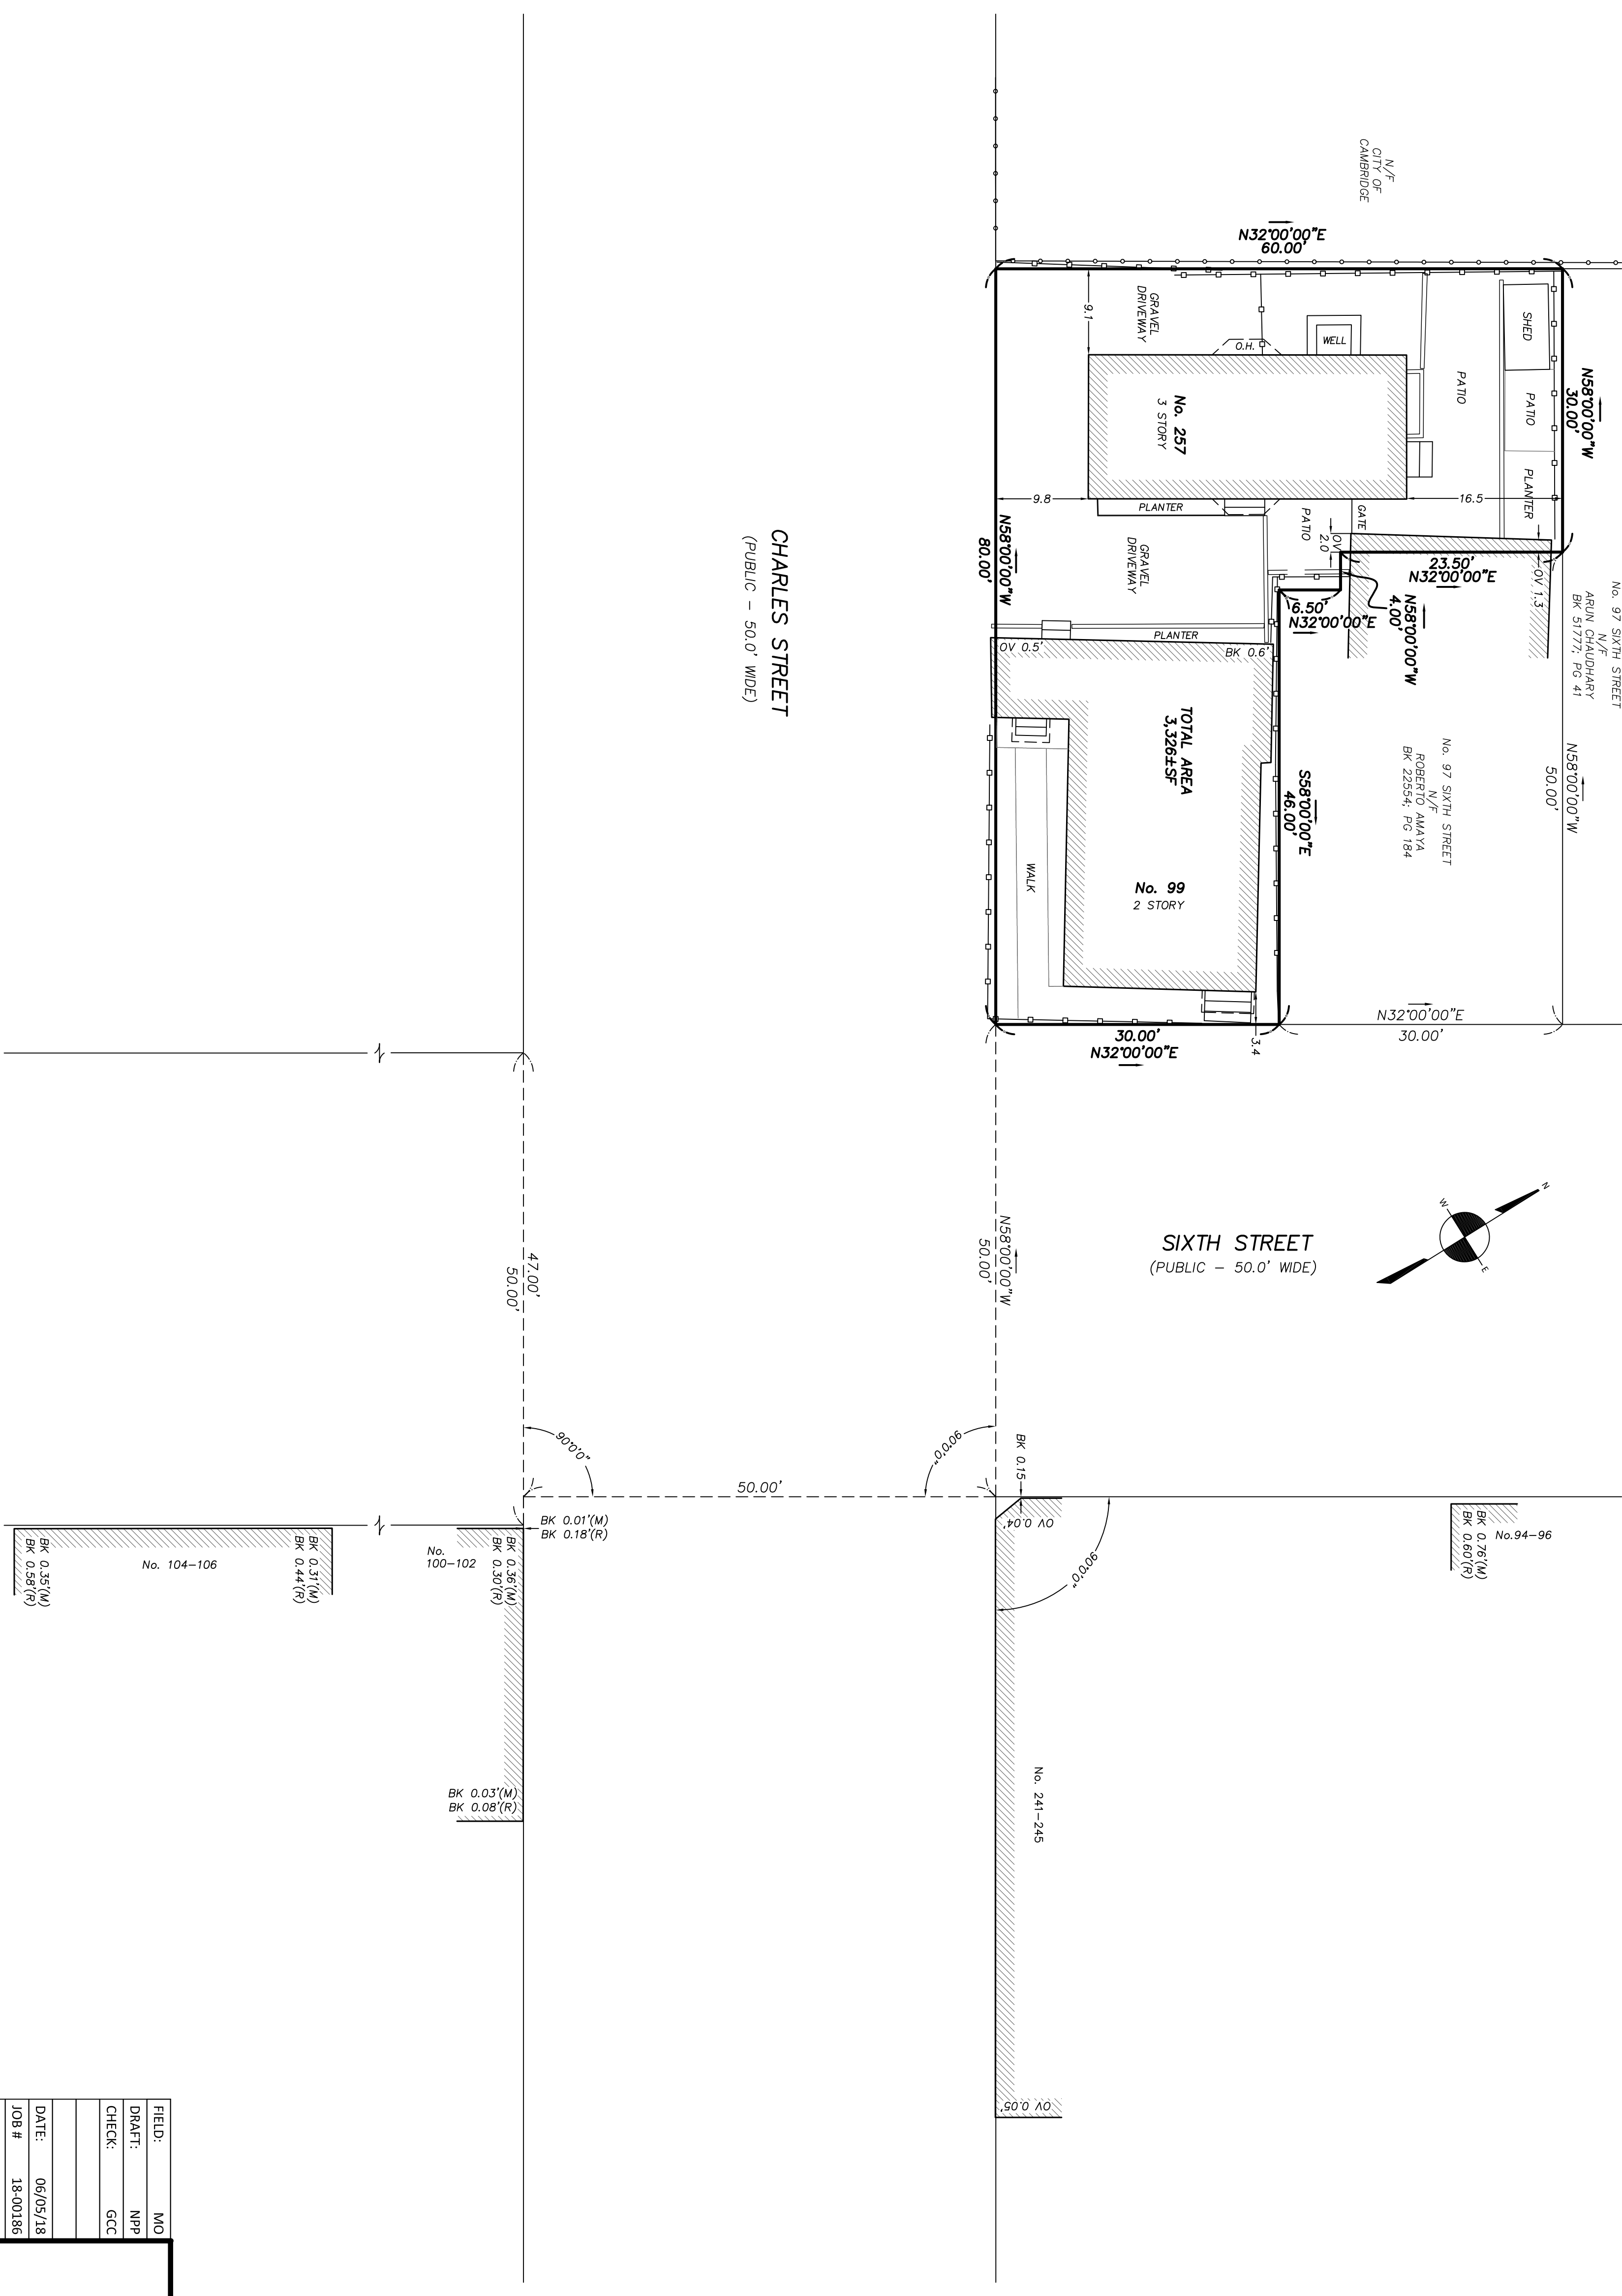 N/F
CITY OF
CAMBRIDGE
N32°00'00"E
60.00'
GRAVEL
DRIVEWAY
9.1
O.H.
WELL
SHED
PATIO
PATIO
PLANTER
N58°00'00"W
30.00'
No. 257
3 STORY
9.8
PLANTER
16.5
PATIO
GATE
OV
2.0
OV 1.3
23.50'
N32°00'00"E
N58°00'00"W
4.00'
6.50'
N32°00'00"E
N58°00'00"W
80.00'
GRAVEL
DRIVEWAY
PLANTER
OV 0.5'
BK 0.6'
No. 97 SIXTH STREET
N/F
ARUN CHAUDHARY
BK 51777; PG 41
No. 97 SIXTH STREET
N/F
ROBERTO AMAYA
BK 22554; PG 184
N58°00'00"W
50.00'
CHARLES STREET
(PUBLIC - 50.0' WIDE)
TOTAL AREA
3,326±SF
S58°00'00"E
46.00'
No. 99
2 STORY
WALK
30.00'
N32°00'00"E
3.4
N32°00'00"E
30.00'
N
W
E
SIXTH STREET
(PUBLIC - 50.0' WIDE)
N58°00'00"W
50.00'
47.00'
50.00'
90°0'0"
90°0'0"
50.00'
BK 0.15
OV 0.04'
90°0'0"
BK 0.01'(M)
BK 0.18'(R)
BK 0.76'(M)
BK 0.60'(R)
No.94-96
BK 0.35'(M)
BK 0.58'(R)
No. 104-106
BK 0.31'(M)
BK 0.44'(R)
No.
100-102
BK 0.36'(M)
BK 0.30'(R)
BK 0.03'(M)
BK 0.08'(R)
No. 241-245
OV 0.05'
FIELD: MO
DRAFT: NPP
CHECK: GCC
DATE: 06/05/18
JOB # 18-00186